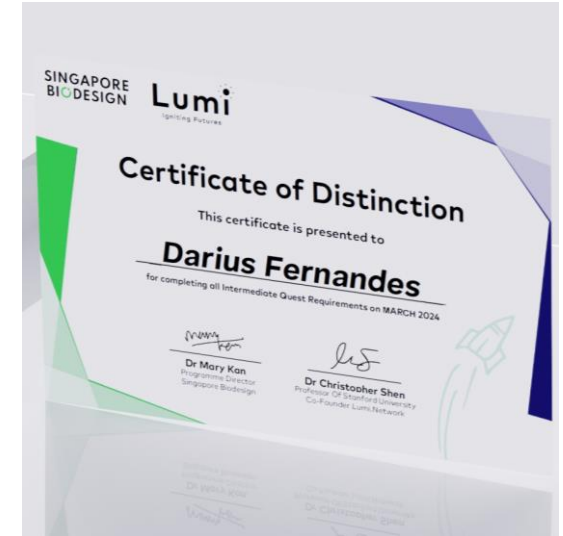 SINGAPORE
BIODESIGN
Lumi
Igniting Futures
Certificate of Distinction
This certificate is presented to
Darius Fernandes
for completing all Intermediate Quest Requirements on MARCH 2024
Dr Mary Kan
Programme Director
Singapore Biodesign
Dr Christopher Shen
Professor Of Stanford University
Co-Founder Lumi.Network